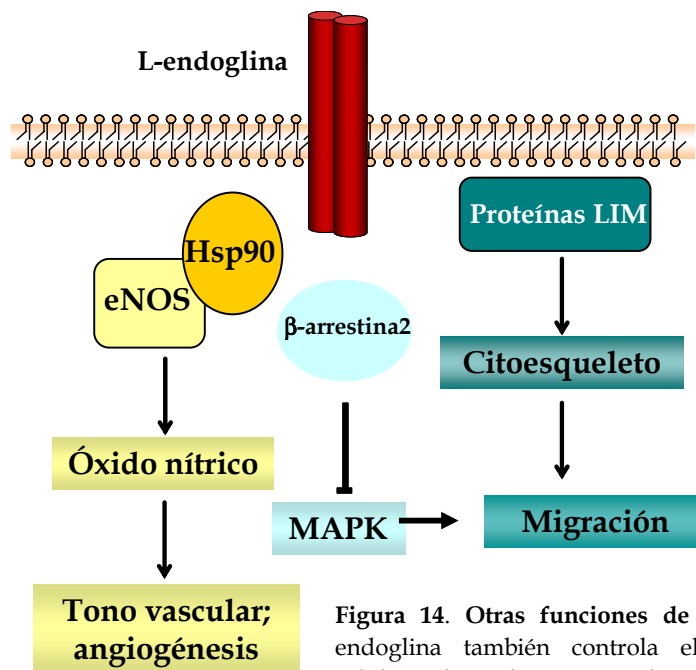 L-endoglina
Proteínas LIM
Hsp90
eNOS
β-arrestina2
Citoesqueleto
Óxido nítrico
MAPK
Migración
Tono vascular;
angiogénesis
Figura 14. Otras funciones de
endoglina también controla el